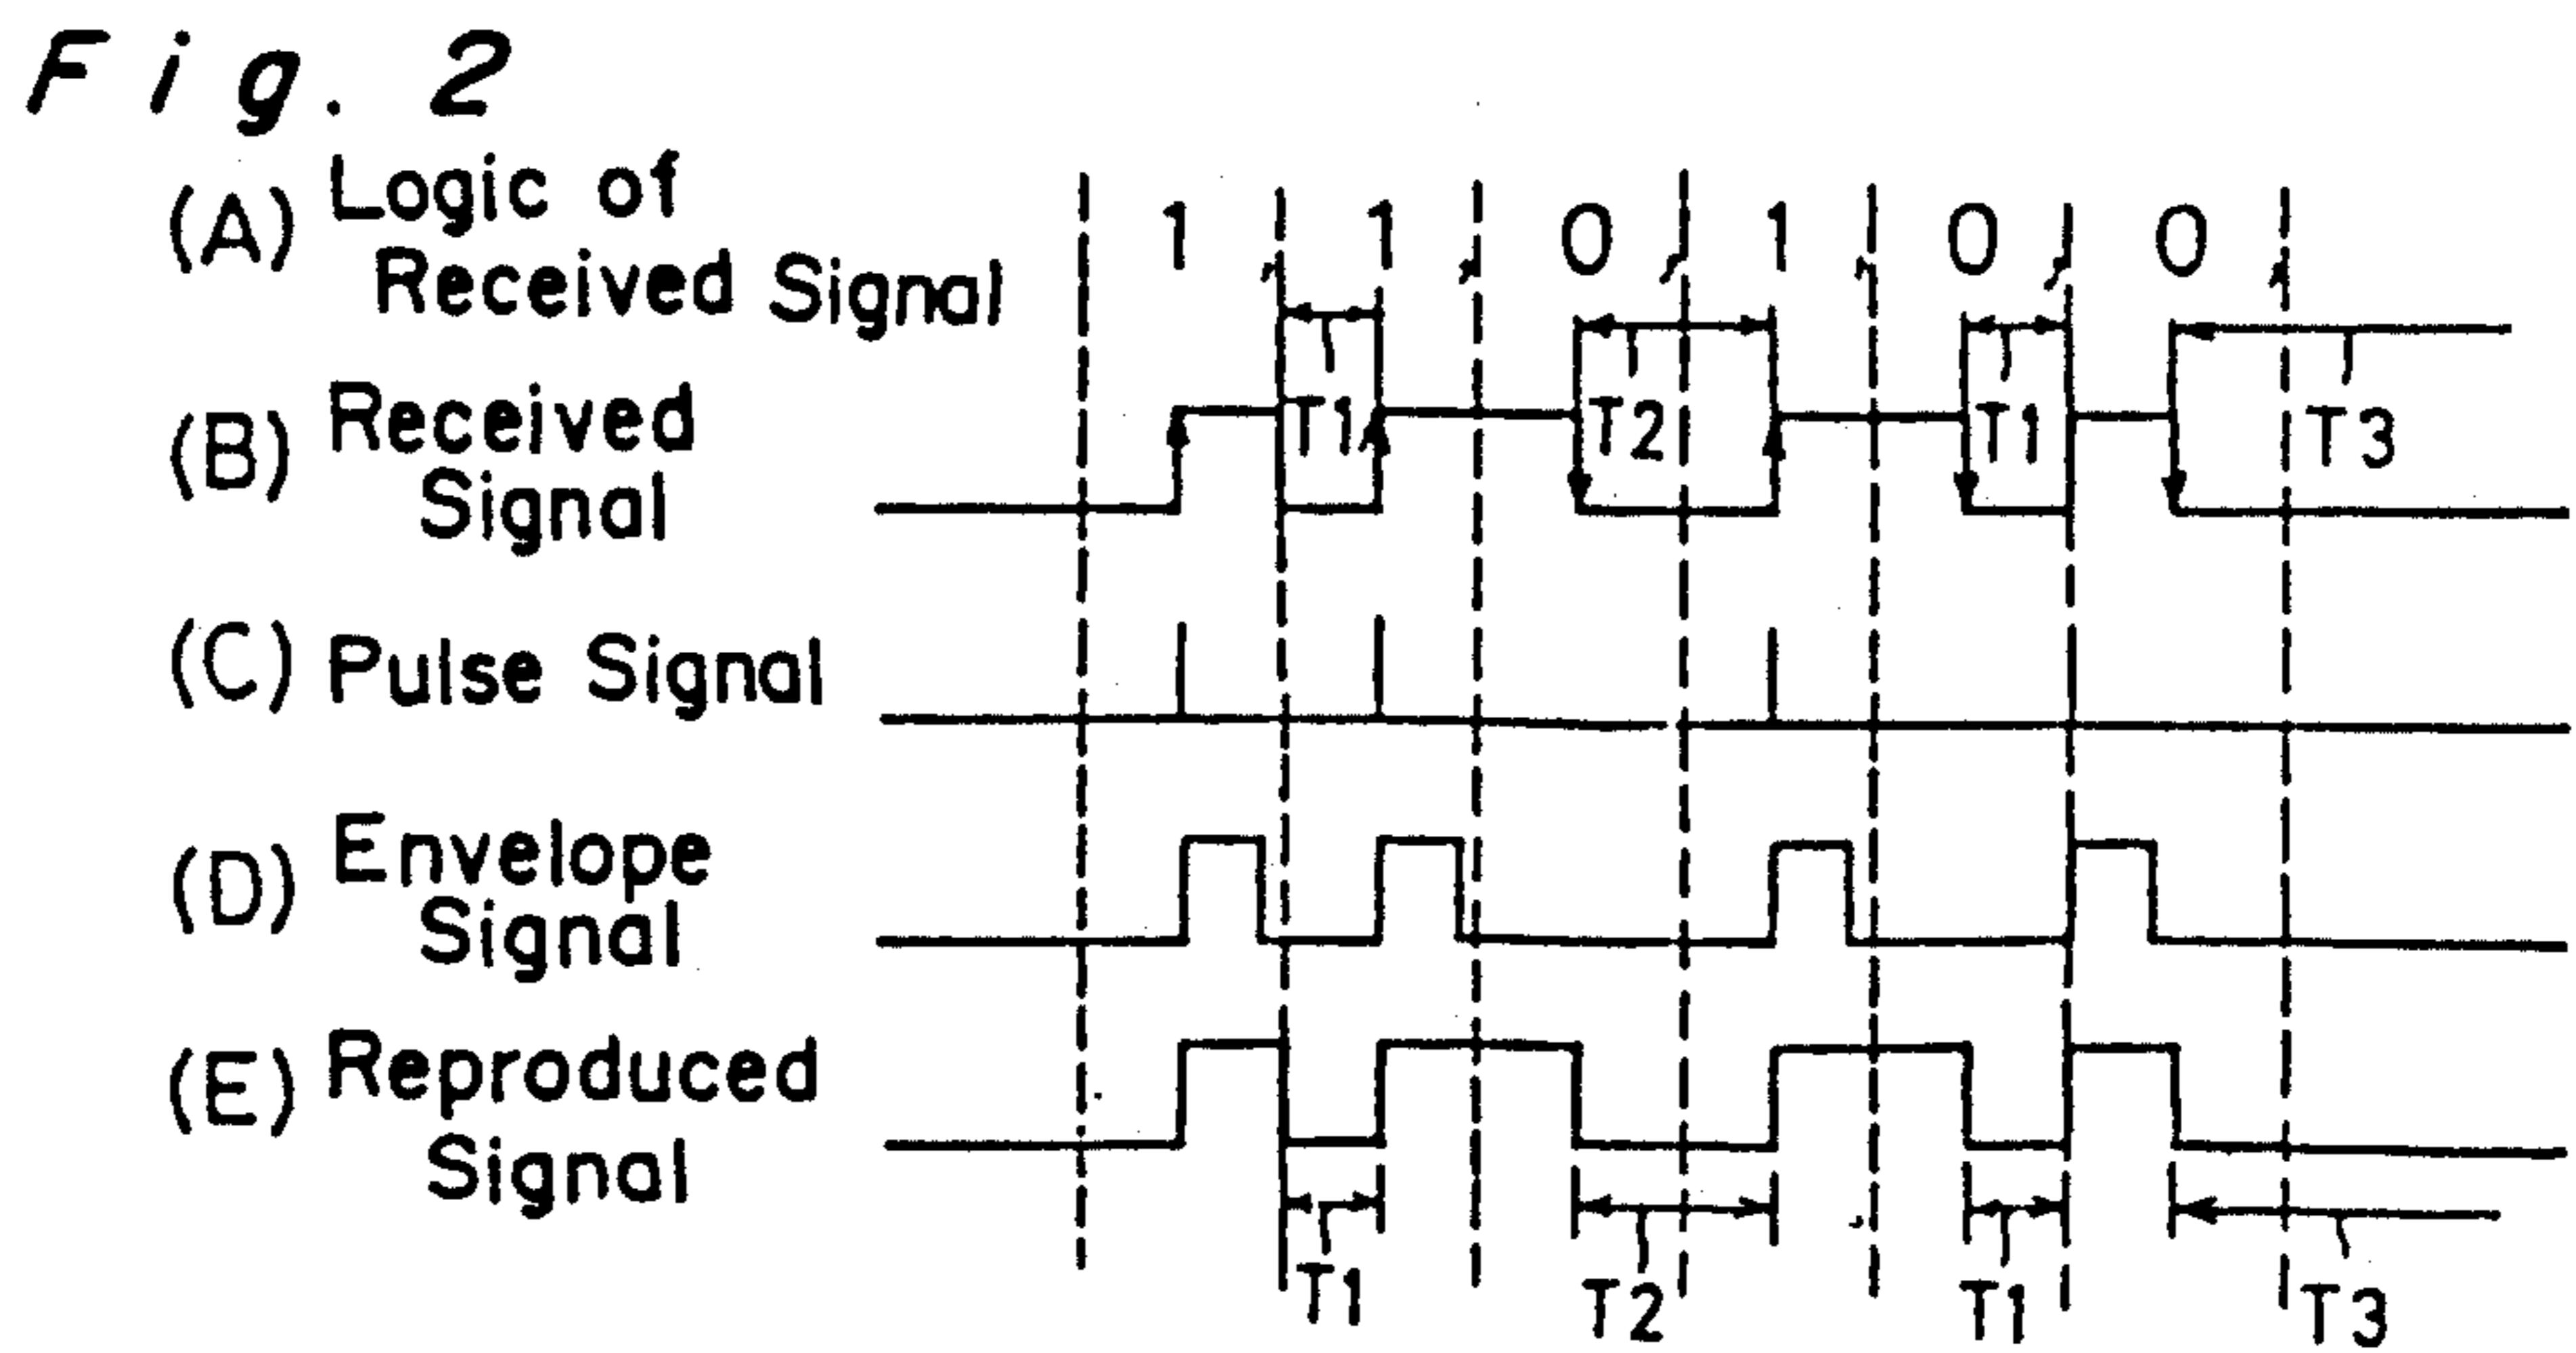 Fig. 2
(A) Logic of
Received Signal
1 1 0 1 0 0
T1 T2 T1 T3
(B) Received
Signal
(C) Pulse Signal
(D) Envelope
Signal
(E) Reproduced
Signal
T1 T2 T1 T3